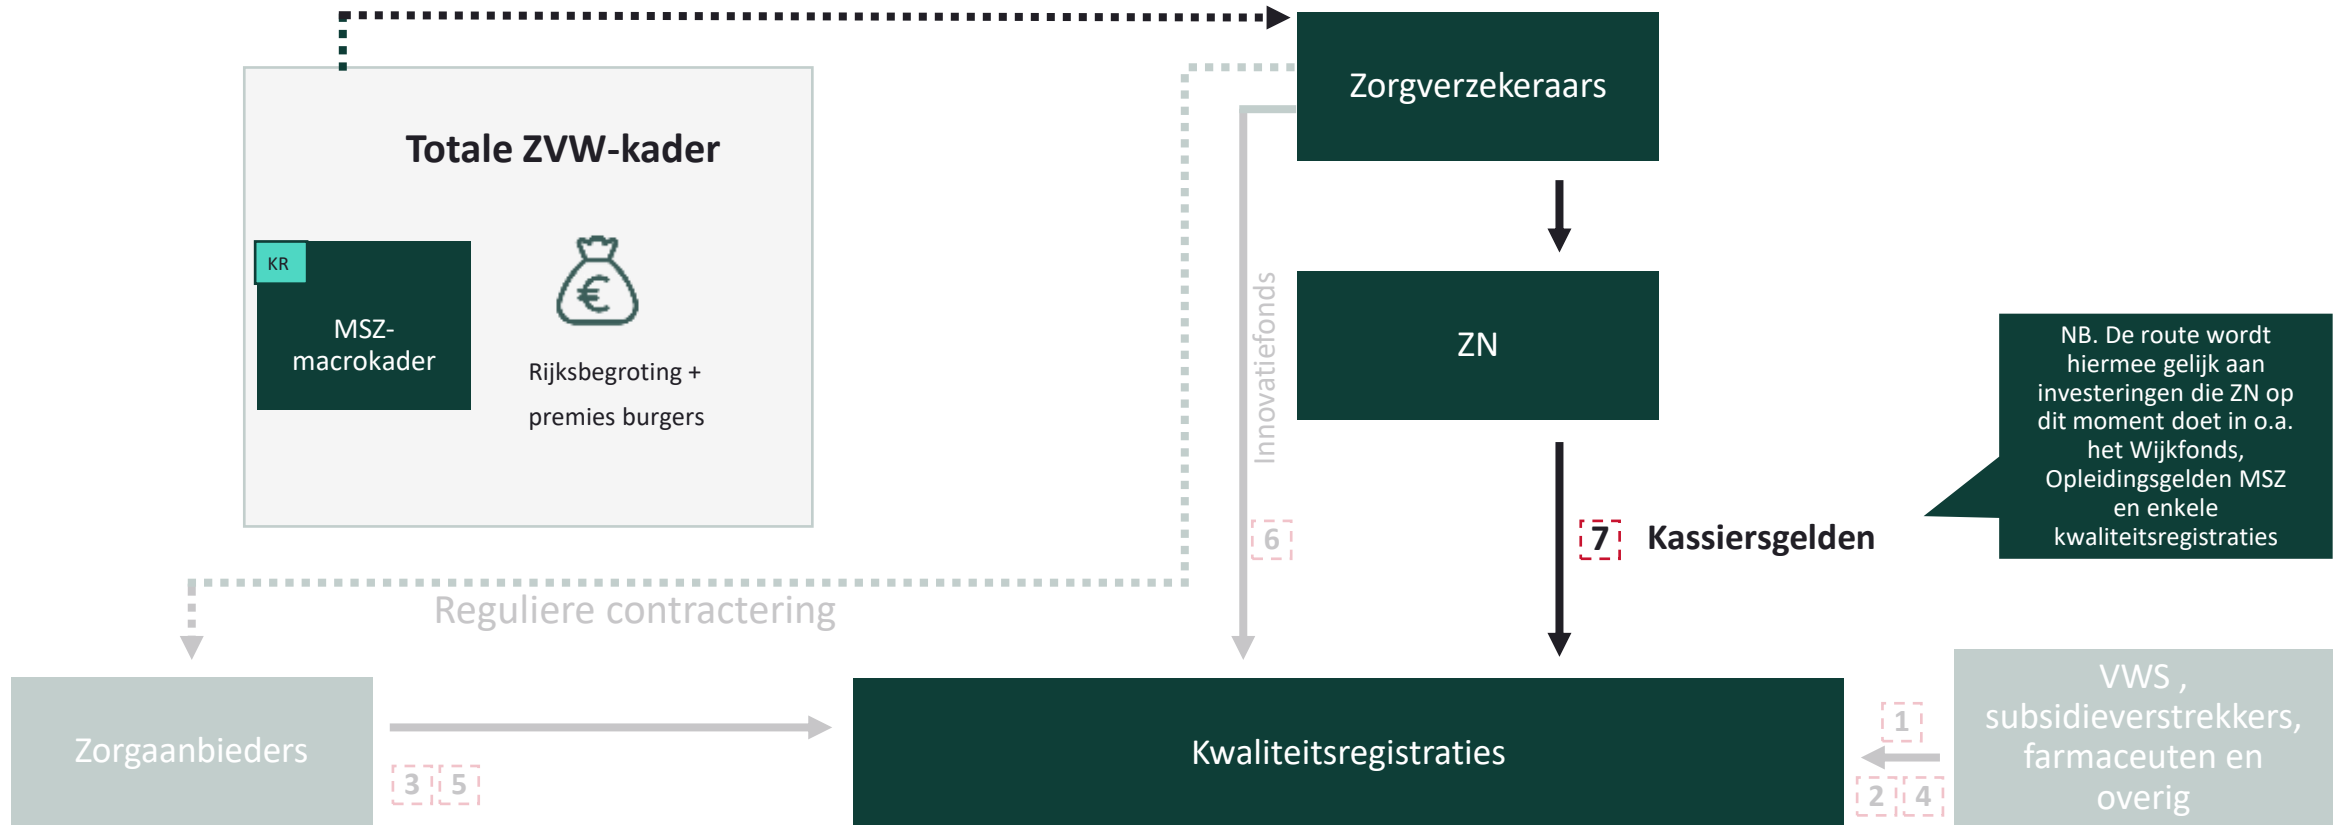 Zorgverzekeraars
Totale ZVW-kader
KR
MSZ-
macrokader
€
Rijksbegroting +
premies burgers
Innovatiefonds
ZN
NB. De route wordt
hiermee gelijk aan
investeringen die ZN op
dit moment doet in o.a.
het Wijkfonds,
Opleidingsgelden MSZ
en enkele
kwaliteitsregistraties
6
7 Kassiersgelden
Reguliere contractering
Zorgaanbieders
3 5
Kwaliteitsregistraties
1
2 4
VWS ,
subsidieverstrekkers,
farmaceuten en
overig